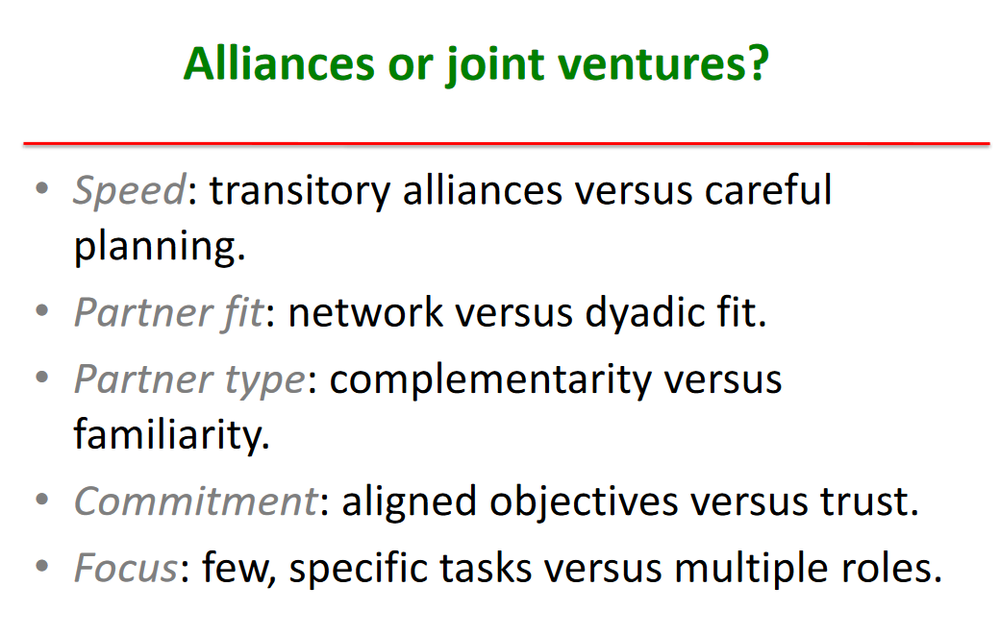 Alliances or joint ventures?
• Speed: transitory alliances versus careful
planning.
• Partner fit: network versus dyadic fit.
• Partner type: complementarity versus
familiarity.
• Commitment: aligned objectives versus trust.
• Focus: few, specific tasks versus multiple roles.